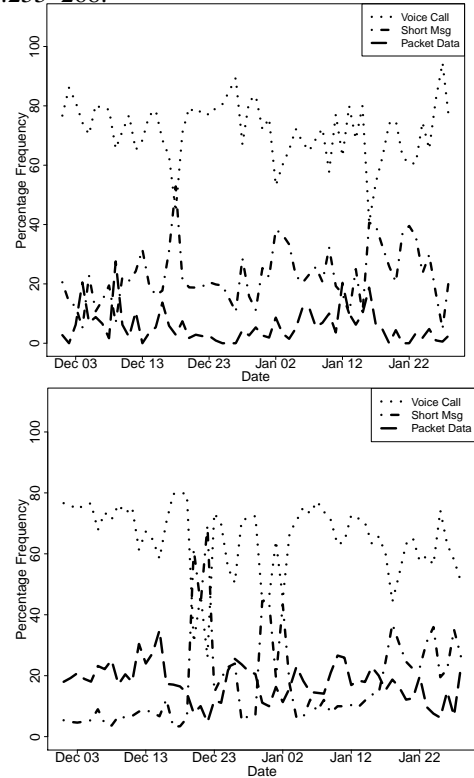 Voice Call
Short Msg
Packet Data
100
80
60
40
20
0
Percentage Frequency
Dec 03 Dec 13 Dec 23 Jan 02 Jan 12 Jan 22
Date
Voice Call
Short Msg
Packet Data
100
80
60
40
20
0
Percentage Frequency
Dec 03 Dec 13 Dec 23 Jan 02 Jan 12 Jan 22
Date